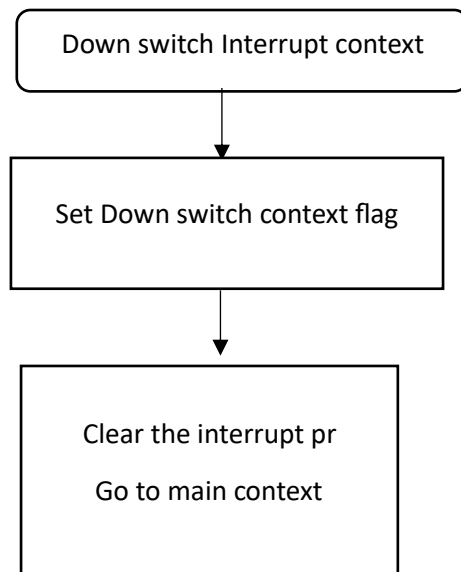 Down switch Interrupt context
Set Down switch context flag
Clear the interrupt pr
Go to main context